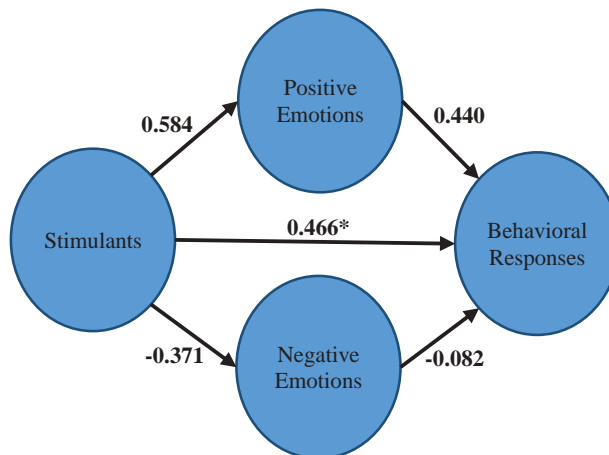 Positive
Emotions
0.584
0.440
Stimulants
0.466*
Behavioral
Responses
-0.371
Negative
Emotions
-0.082